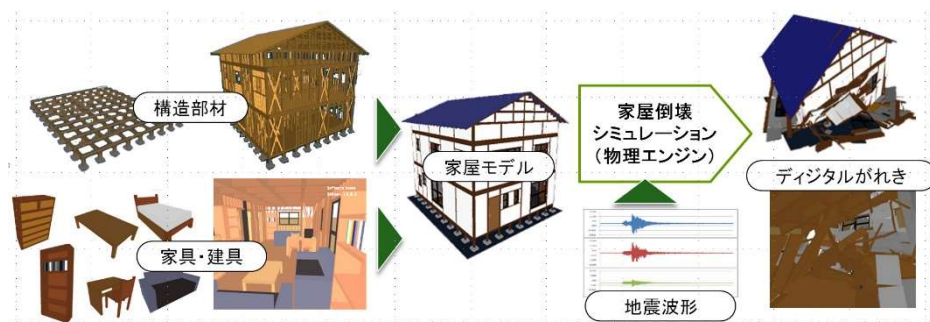 構造部材
家屋モデル
家屋倒壊
シミュレーション
(物理エンジン)
ディジタルがれき
家具・建具
地震波形